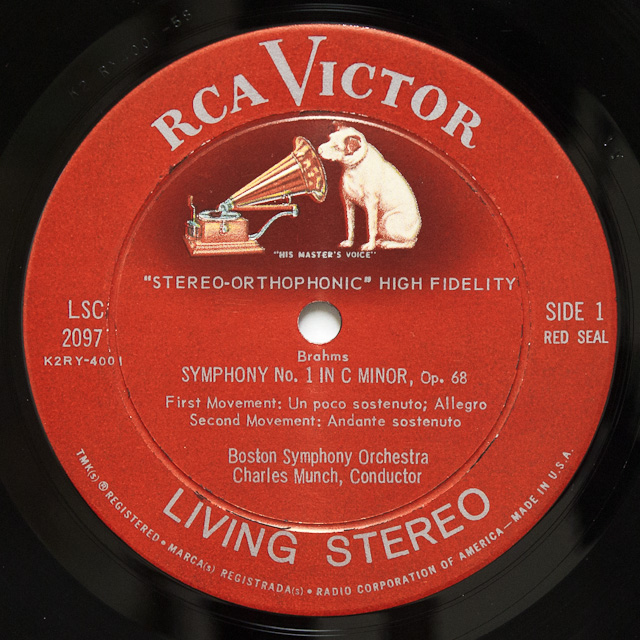 RCA VICTOR
"HIS MASTER'S VOICE"
"STEREO-ORTHOPHONIC" HIGH FIDELITY
LSC
2097
K2RY-4001
SIDE 1
RED SEAL
Brahms
SYMPHONY No. 1 IN C MINOR, Op. 68
First Movement: Un poco sostenuto; Allegro
Second Movement: Andante sostenuto
Boston Symphony Orchestra
Charles Munch, Conductor
LIVING STEREO
TMK(s) ® REGISTERED • MARCA(s) REGISTRADA(s) • RADIO CORPORATION OF AMERICA—MADE IN U.S.A.